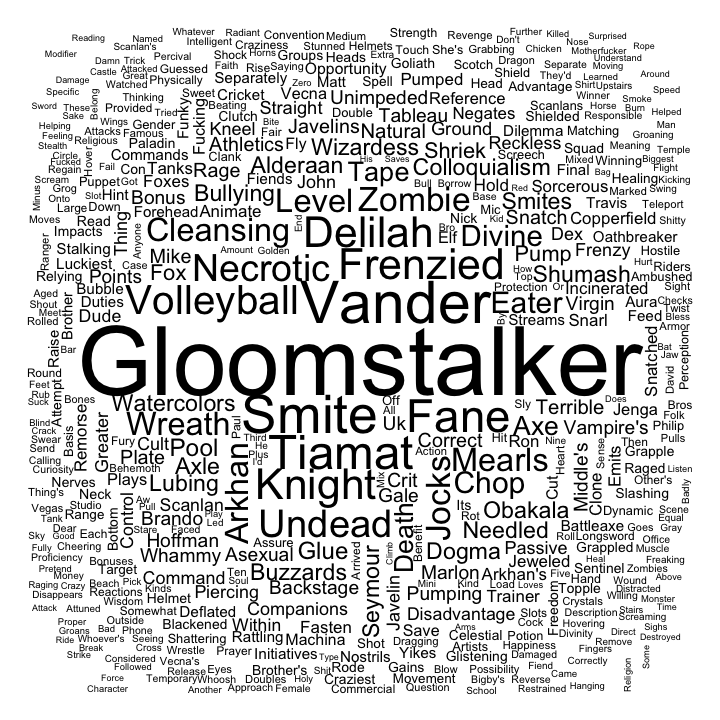 Reading Named Whatever Radiant Convention Medium Strength Revenge Don't Further Killed Surprised
Modifier Scanlan's Intelligent Craziness Stunned Helmets Touch She's Grabbing Chicken Nose Motherfucker Rope
Damn Trick Percival Shock Horns Groups Heads Extra Goliath Scotch Dragon Separate They'd Understand Moving
Castle Attacked Great Guessed Faith Rise Saying Opportunity Shield Learned Around
Damage Watched Physically Separately Zero Matt Spell Pumped Head Advantage Shirt Upstairs Speed
Specific Belong Thinking Sweet Cricket Vecna Unimpeded Reference Scanlans Winner Smoke
Sword These Provided Tried Funky Fucking Beating Straight Double Tableau Negates Shielded Horse Burn Responsible Helped
Sake Wings Gender Clutch Bite
Helping Attacks Famous Kneel Fair Javelins Natural Ground Dilemma Matching Man
Feeling Religious Paladin Athletics Fly Wizardess Shriek Reckless Squad Meaning Groaning Temple
Stealth Hover Commands Clank Alderaan His Saves Screech Mixed Winning Biggest
Circle Fail Con Tanks Rage Tape Colloquialism Final Bag Flight
Fucked Regain Puppet Got Foxes Fiends John Bull Borrow Red Sorcerous Healing Kicking
Scream Minus Grog Slot Hint Bonus Bullying Level Zombie Base Hold Smites Marked Swing
Onto Large Down Forehead Animate End Mic Kid Snatch Travis Teleport
Moves Read Thing Cleansing Delilah Nick Copperfield Shitty
Impacts Anyone Bro Elf Divine Dex Oathbreaker
Ranger Stalking Mike Amount Golden Pump Frenzy Hostile
Luckiest Case Necrotic Frenzied How Top Hurt Riders
Relying Points Fox Shumash Ambushed
Bubble Protection Or Incinerated Sight
Aged Brother Duties Volleyball Vander Eater Virgin Aura Checks
Shout Meet Dude By Streams Snarl Feed Twist Bless
Rolled Raise Armor
Bar Gloomstalker Snatched Bat Jaw Perception
Round David
Feet Attempt Bones Watercolors Off Sly Terrible Does Bros
Rub Suck Smite All Fane Jenga Folk
Blind Basis Remorse Greater Wreath Paul Uk Axe Vampire's Philip
Crack Swear Fury Cult Third He Correct Hit Ron Nine Sense Then Pulls
Send Plate Pool Plus I'd Tiamat Action Heart Middle's Emits Grapple
Calling Behemoth Arkhan Mearls Cut Clone Raged Listen
Curiosity Plays Axle Mix Crit Jocks Other's
Nerves Lubing Knight Gale Chop Slashing Badly
Thing's Neck Control Aw Pull Scanlan Its Dynamic Scene
Vegas Studio Bottom Play Led Undead Death Rot Obakala Equal
Tank Range Brando Benefit Needled Battleaxe Goes Gray
Dear Each Stare Faced Hoffman Assure Climb Roll Longsword Office
Sky Good Cheering Whammy Asexual Glue Dogma Passive Grappled Muscle
Fully Bonuses Ten Arrived Jeweled Heal Freaking
Proficiency Target Buzzards Seymour Marlon Arkhan's Five Sentinel Zombies
Pretend Money Reactions Command Soul Mini Kind Load Loves Hand Wound Above
Raging Crazy Beach Pick Kinds Piercing Backstage Javelin Pumping Trainer Freedom Topple Willing Distracted
Disappears Wisdom Helmet Companions Crystals Monster
Attack Attuned Somewhat Deflated Disadvantage Slots Description Stairs Time
Proper Outside Blackened Within Fasten Save Arms Celestial Potion Cock Hovering Screaming
Groans Bad Phone Dragging Artists Happiness Divinity Direct Sighs
Ride Whoever's Seeing Shattering Rattling Machina Shot Yikes Glistening Damaged Minor Remove Destroyed
Break Cross Wrestle Prayer Initiatives Type Nostrils Possibility Fiend Fingers Some
Strike Considered Vecna's Brother's Shit Rode Gains Blow Bigby's Reverse Came Correctly
Followed Release Eyes Craziest Movement
Force Temporary Whoosh Doubles Holy Commercial Question School Restrained Hanging Religion
Character Another Approach Female